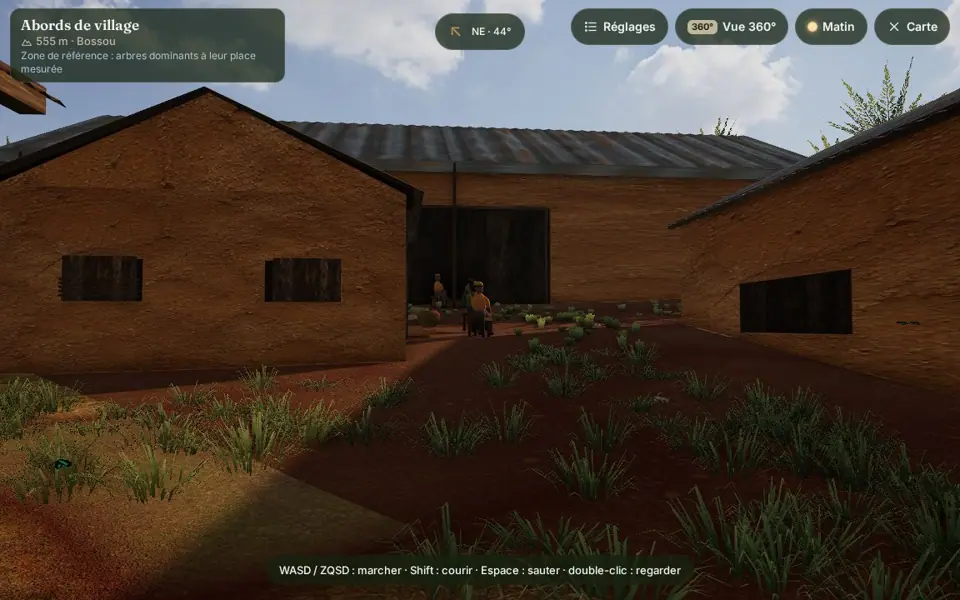 Abords de village
555 m · Bossou
Zone de référence : arbres dominants à leur place
mesurée
NE · 44°
Réglages
360° Vue 360°
Matin
Carte
WASD / ZQSD : marcher · Shift : courir · Espace : sauter · double-clic : regarder